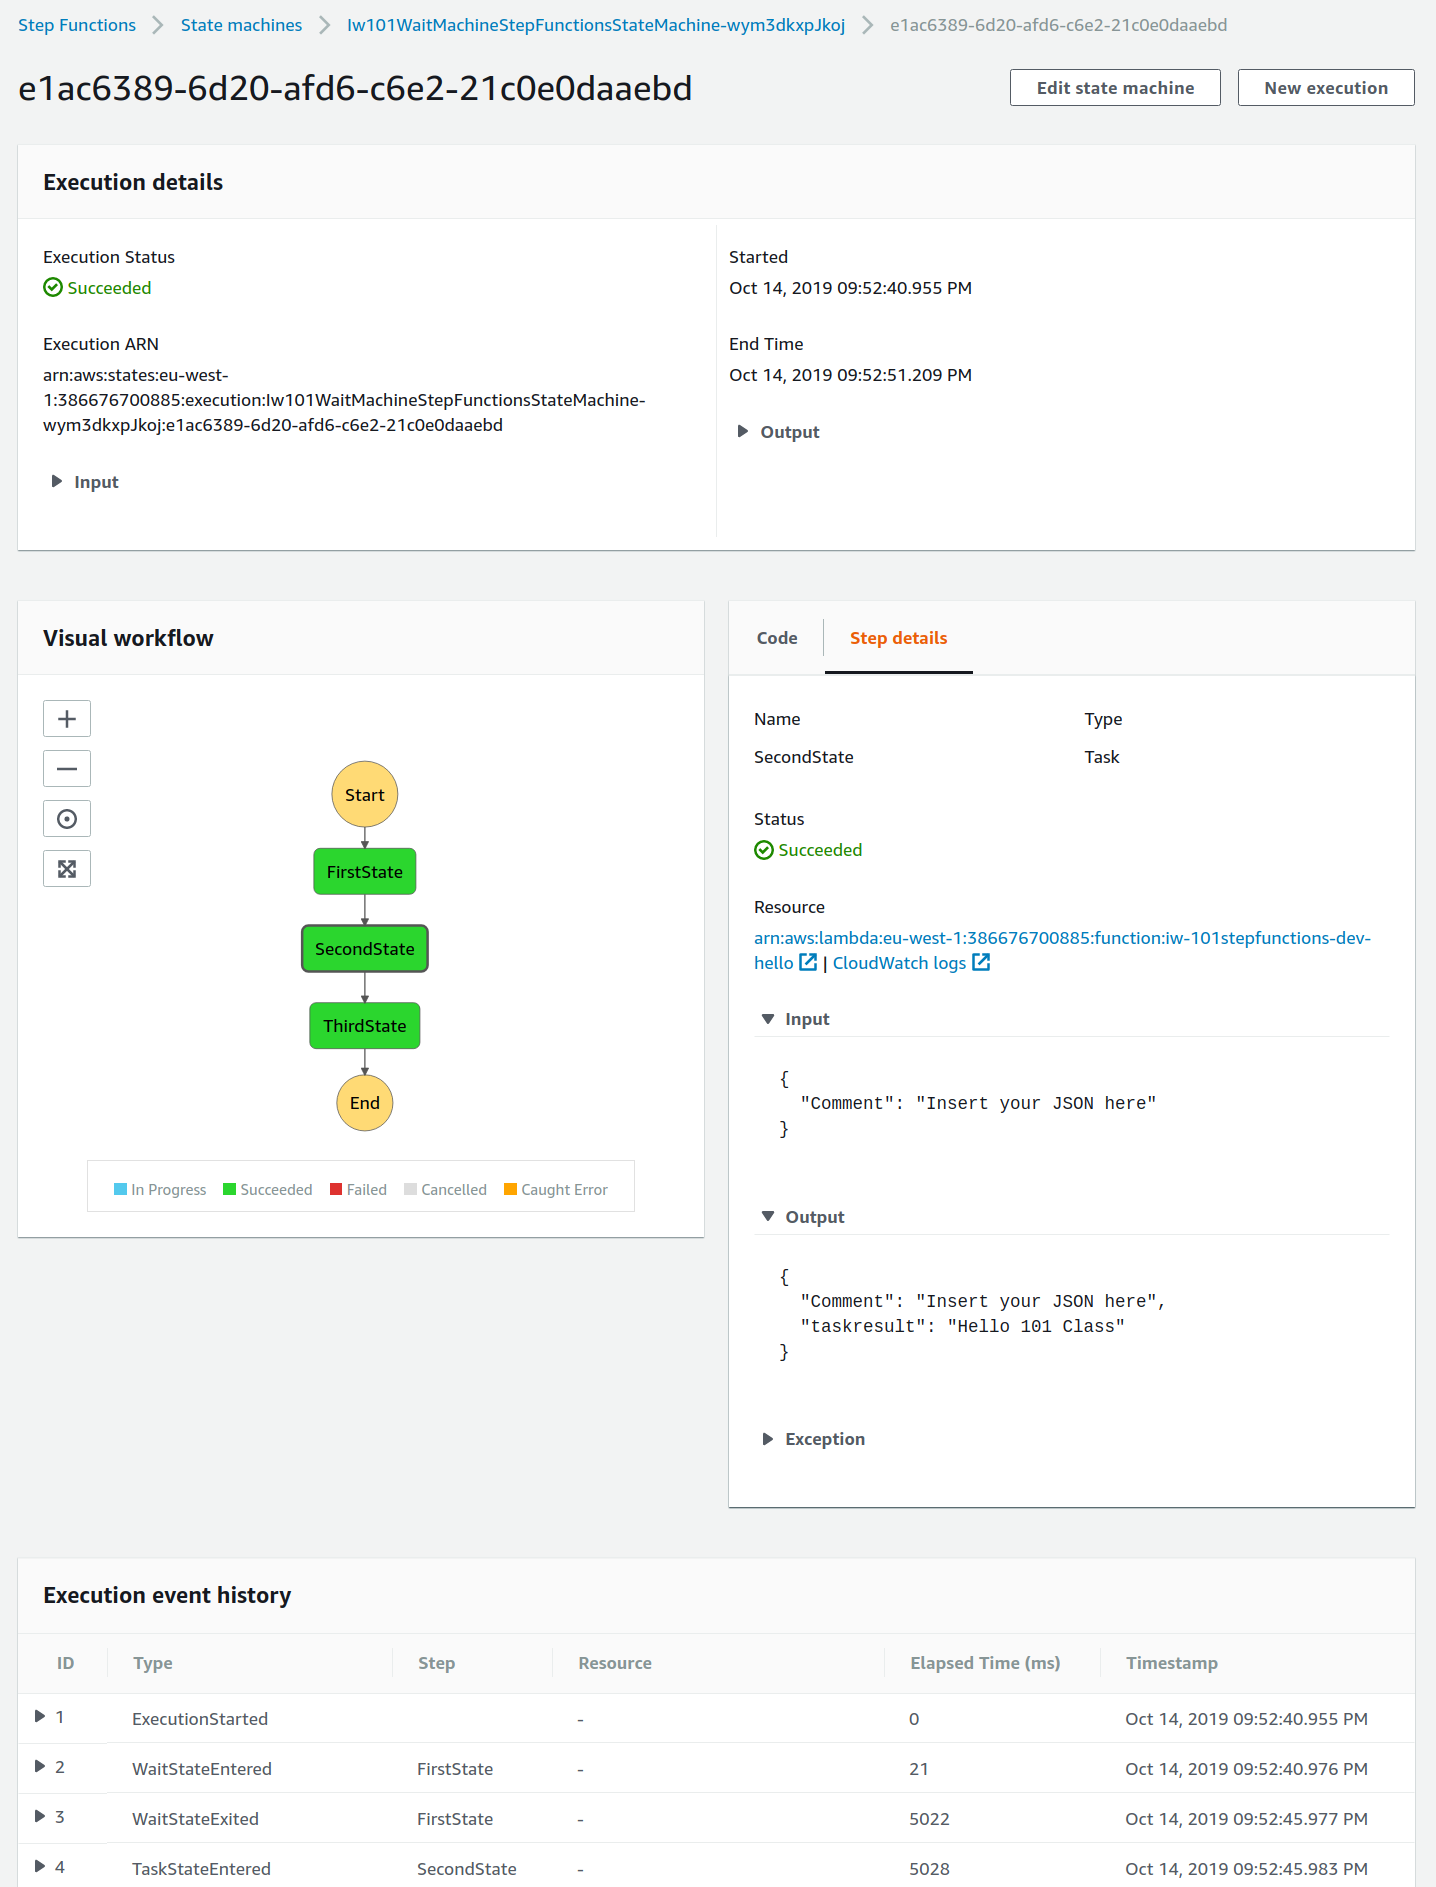 Step Functions > State machines > Iw101WaitMachineStepFunctionsStateMachine-wym3dkxpJkoj > e1ac6389-6d20-afd6-c6e2-21c0e0daaebd
e1ac6389-6d20-afd6-c6e2-21c0e0daaebd
Edit state machine
New execution
Execution details
Execution Status
Succeeded
Execution ARN
arn:aws:states:eu-west-
1:386676700885:execution:Iw101WaitMachineStepFunctionsStateMachine-
wym3dkxpJkoj:e1ac6389-6d20-afd6-c6e2-21c0e0daaebd
Input
Started
Oct 14, 2019 09:52:40.955 PM
End Time
Oct 14, 2019 09:52:51.209 PM
Output
Visual workflow
Start
FirstState
SecondState
ThirdState
End
In Progress Succeeded Failed Cancelled Caught Error
Code Step details
Name Type
SecondState Task
Status
Succeeded
Resource
arn:aws:lambda:eu-west-1:386676700885:function:iw-101stepfunctions-dev-
hello | CloudWatch logs
Input
{
"Comment": "Insert your JSON here"
}
Output
{
"Comment": "Insert your JSON here",
"taskresult": "Hello 101 Class"
}
Exception
Execution event history
ID Type Step Resource Elapsed Time (ms) Timestamp
1 ExecutionStarted - 0 Oct 14, 2019 09:52:40.955 PM
2 WaitStateEntered FirstState - 21 Oct 14, 2019 09:52:40.976 PM
3 WaitStateExited FirstState - 5022 Oct 14, 2019 09:52:45.977 PM
4 TaskStateEntered SecondState - 5028 Oct 14, 2019 09:52:45.983 PM